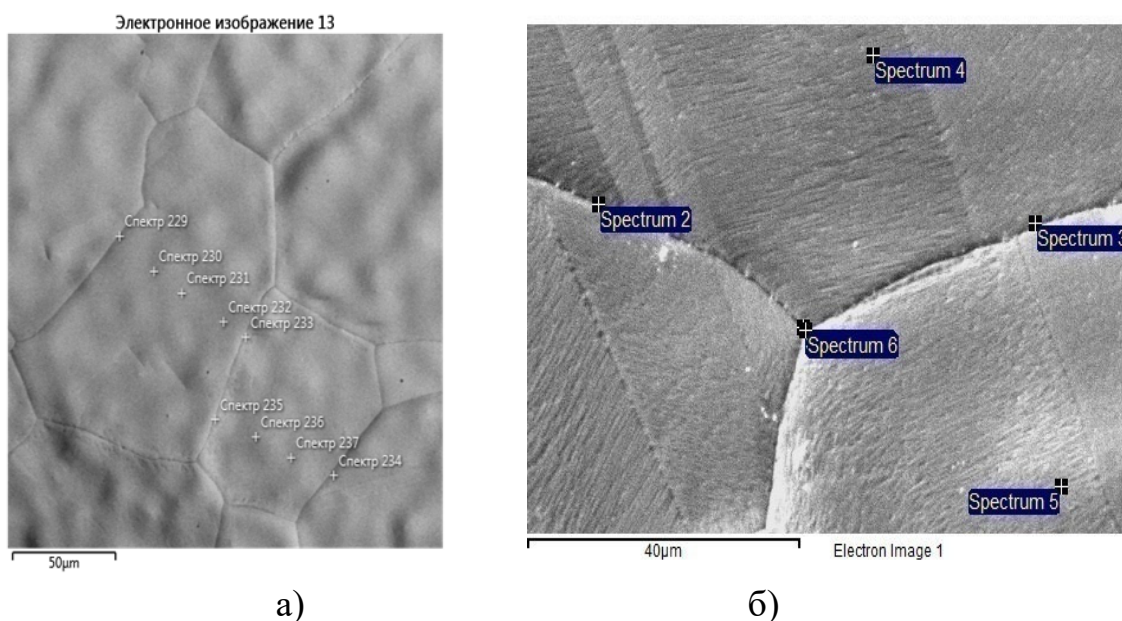 Электронное изображение 13
Спектр 229
Спектр 230
Спектр 231
Спектр 232
Спектр 233
Спектр 235
Спектр 236
Спектр 237
Спектр 234
50µm
а)
Spectrum 4
Spectrum 2
Spectrum 3
Spectrum 6
Spectrum 5
40µm
Electron Image 1
б)